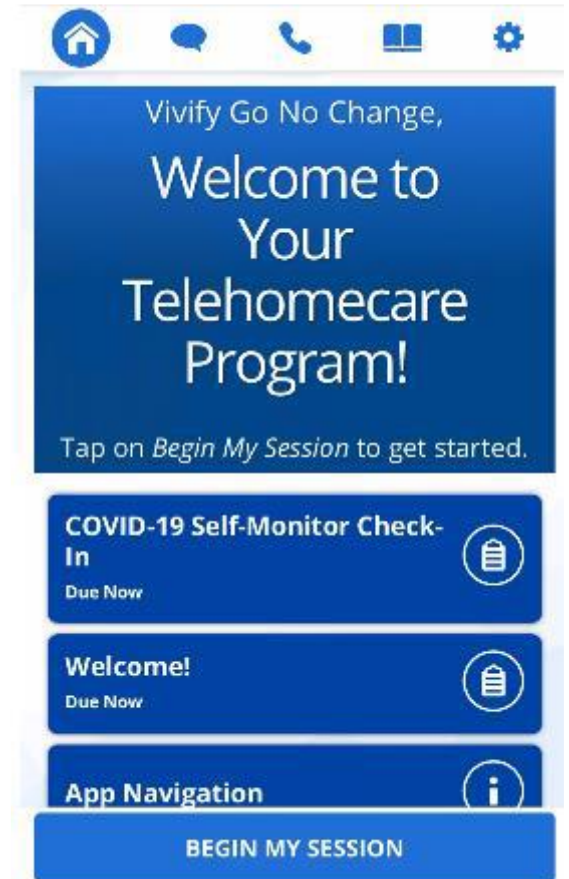 Vivify Go No Change,
Welcome to
Your
Telehomecare
Program!
Tap on Begin My Session to get started.
COVID-19 Self-Monitor Check-
In
Due Now
Welcome!
Due Now
App Navigation
BEGIN MY SESSION